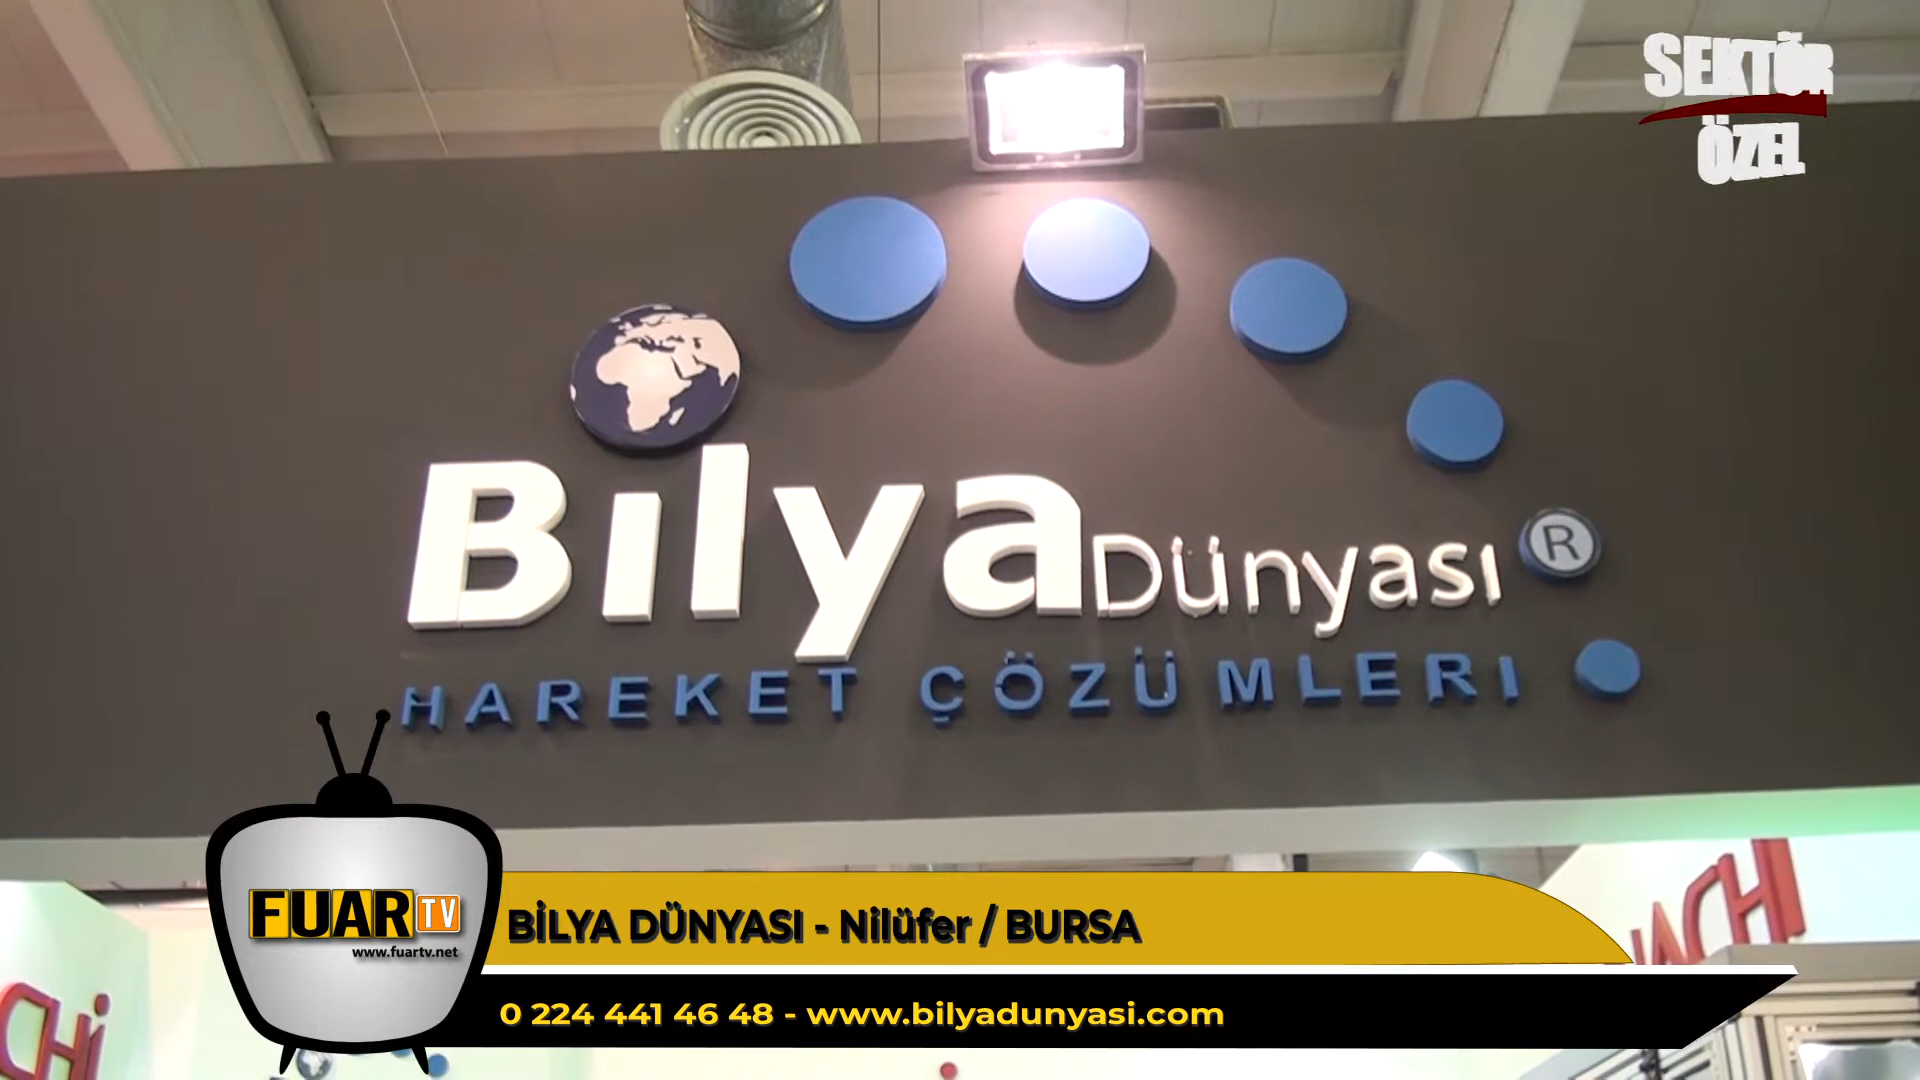 SEKTÖR
ÖZEL
Bilya Dünyası ®
HAREKET ÇÖZÜMLERI
FUAR TV
www.fuartv.net
BİLYA DÜNYASI - Nilüfer / BURSA
0 224 441 46 48 - www.bilyadunyasi.com